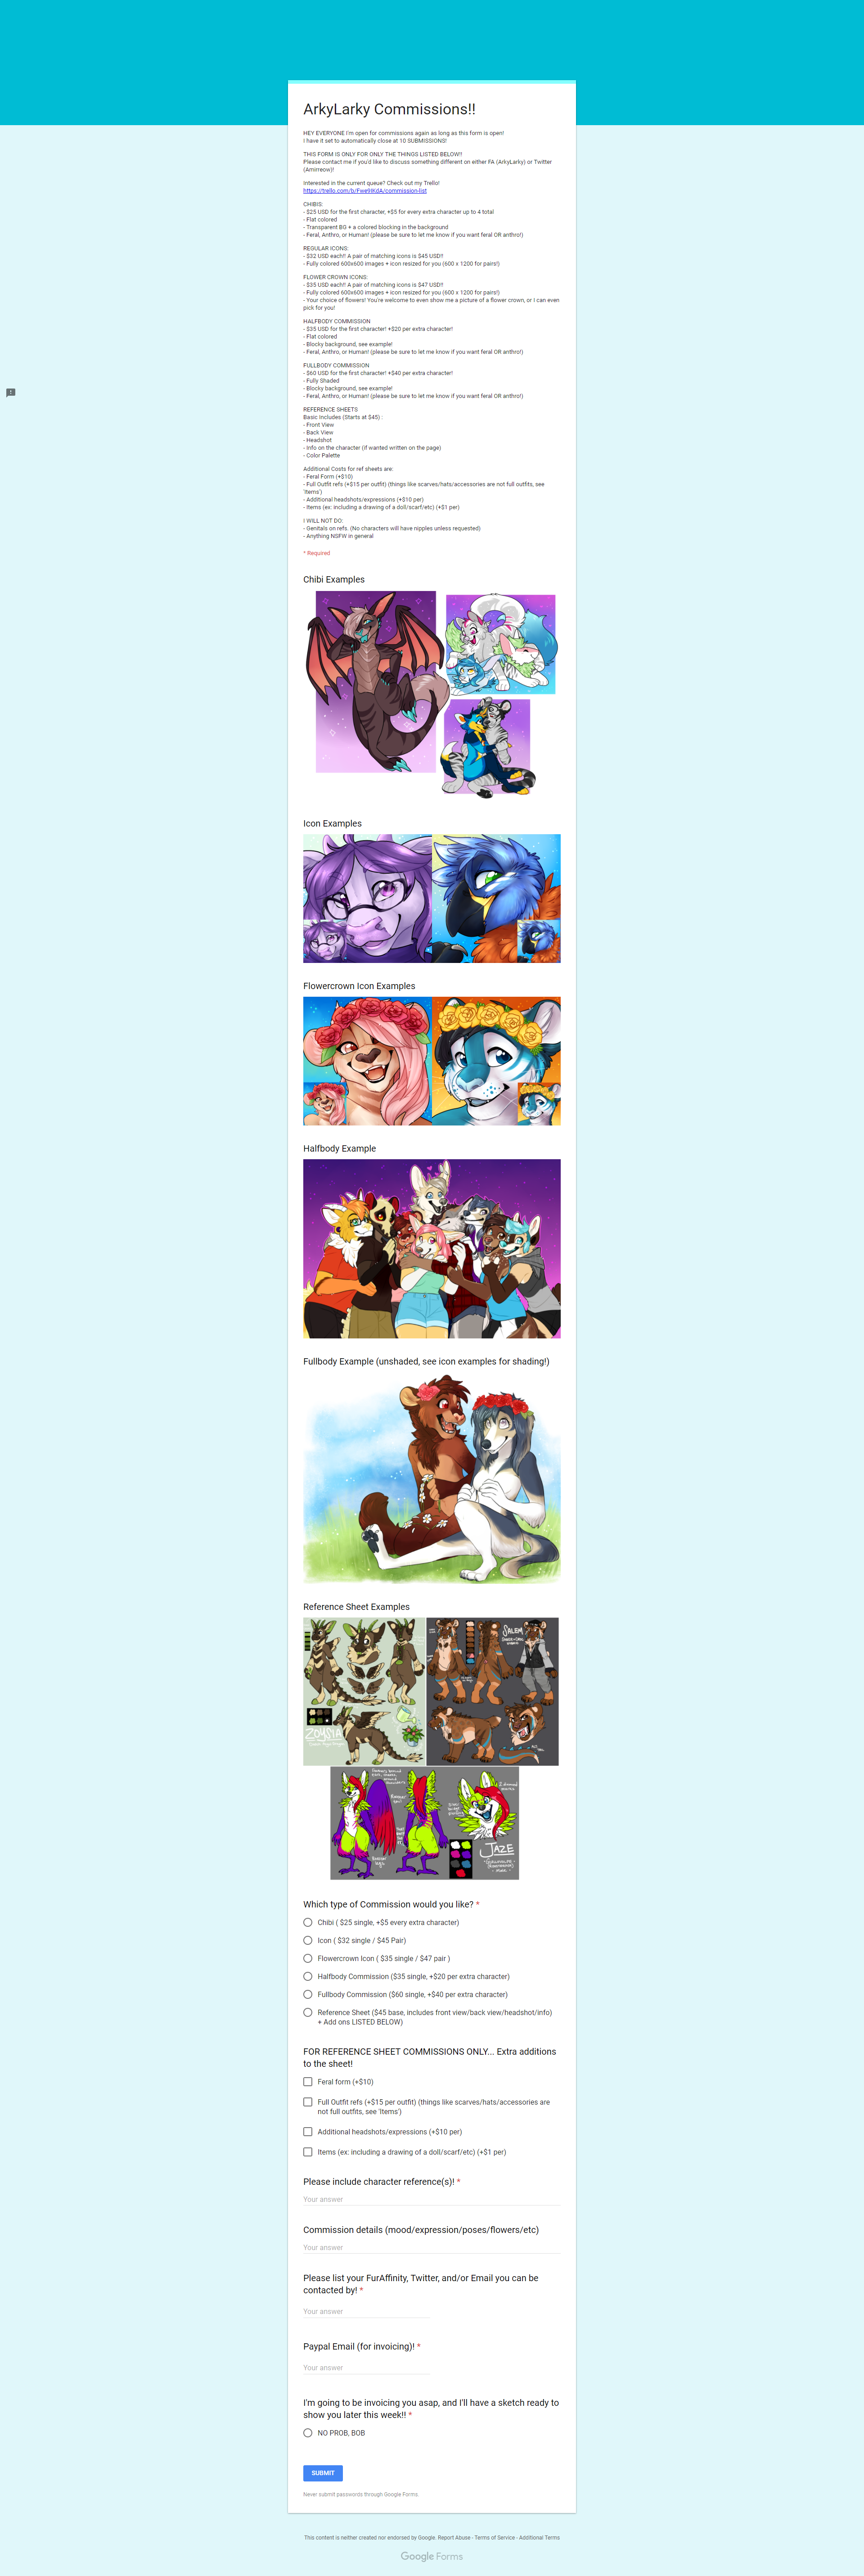 ArkyLarky Commissions!!
HEY EVERYONE I'm open for commissions again as long as this form is open!
I have it set to automatically close at 10 SUBMISSIONS!
THIS FORM IS ONLY FOR ONLY THE THINGS LISTED BELOW!!
Please contact me if you'd like to discuss something different on either FA (ArkyLarky) or Twitter
(Amirreow)!
Interested in the current queue? Check out my Trello!
CHIBIS:
- $25 USD for the first character, +$5 for every extra character up to 4 total
- Flat colored
- Transparent BG + a colored blocking in the background
- Feral, Anthro, or Human! (please be sure to let me know if you want feral OR anthro!)
REGULAR ICONS:
- $32 USD each!! A pair of matching icons is $45 USD!!
- Fully colored 600x600 images + icon resized for you (600 x 1200 for pairs!)
FLOWER CROWN ICONS:
- $35 USD each!! A pair of matching icons is $47 USD!!
- Fully colored 600x600 images + icon resized for you (600 x 1200 for pairs!)
- Your choice of flowers! You're welcome to even show me a picture of a flower crown, or I can even
pick for you!
HALFBODY COMMISSION
- $35 USD for the first character! +$20 per extra character!
- Flat colored
- Blocky background, see example!
- Feral, Anthro, or Human! (please be sure to let me know if you want feral OR anthro!)
FULLBODY COMMISSION
- $60 USD for the first character! +$40 per extra character!
- Fully Shaded
- Blocky background, see example!
- Feral, Anthro, or Human! (please be sure to let me know if you want feral OR anthro!)
REFERENCE SHEETS
Basic Includes (Starts at $45) :
- Front View
- Back View
- Headshot
- Info on the character (if wanted written on the page)
- Color Palette
Additional Costs for ref sheets are:
- Feral Form (+$10)
- Full Outfit refs (+$15 per outfit) (things like scarves/hats/accessories are not full outfits, see
'Items')
- Additional headshots/expressions (+$10 per)
- Items (ex: including a drawing of a doll/scarf/etc) (+$1 per)
I WILL NOT DO:
- Genitals on refs. (No characters will have nipples unless requested)
- Anything NSFW in general
* Required
Chibi Examples
Icon Examples
Flowercrown Icon Examples
Halfbody Example
Fullbody Example (unshaded, see icon examples for shading!)
Reference Sheet Examples
SALEM
ZOYSIA
JAZE
Which type of Commission would you like? *
Chibi ( $25 single, +$5 every extra character)
Icon ( $32 single / $45 Pair)
Flowercrown Icon ( $35 single / $47 pair )
Halfbody Commission ($35 single, +$20 per extra character)
Fullbody Commission ($60 single, +$40 per extra character)
Reference Sheet ($45 base, includes front view/back view/headshot/info)
+ Add ons LISTED BELOW)
FOR REFERENCE SHEET COMMISSIONS ONLY... Extra additions
to the sheet!
Feral form (+$10)
Full Outfit refs (+$15 per outfit) (things like scarves/hats/accessories are
not full outfits, see 'Items')
Additional headshots/expressions (+$10 per)
Items (ex: including a drawing of a doll/scarf/etc) (+$1 per)
Please include character reference(s)! *
Your answer
Commission details (mood/expression/poses/flowers/etc)
Your answer
Please list your FurAffinity, Twitter, and/or Email you can be
contacted by! *
Your answer
Paypal Email (for invoicing)! *
Your answer
I'm going to be invoicing you asap, and I'll have a sketch ready to
show you later this week!! *
NO PROB, BOB
SUBMIT
Never submit passwords through Google Forms.
This content is neither created nor endorsed by Google. Report Abuse - Terms of Service - Additional Terms
Google Forms